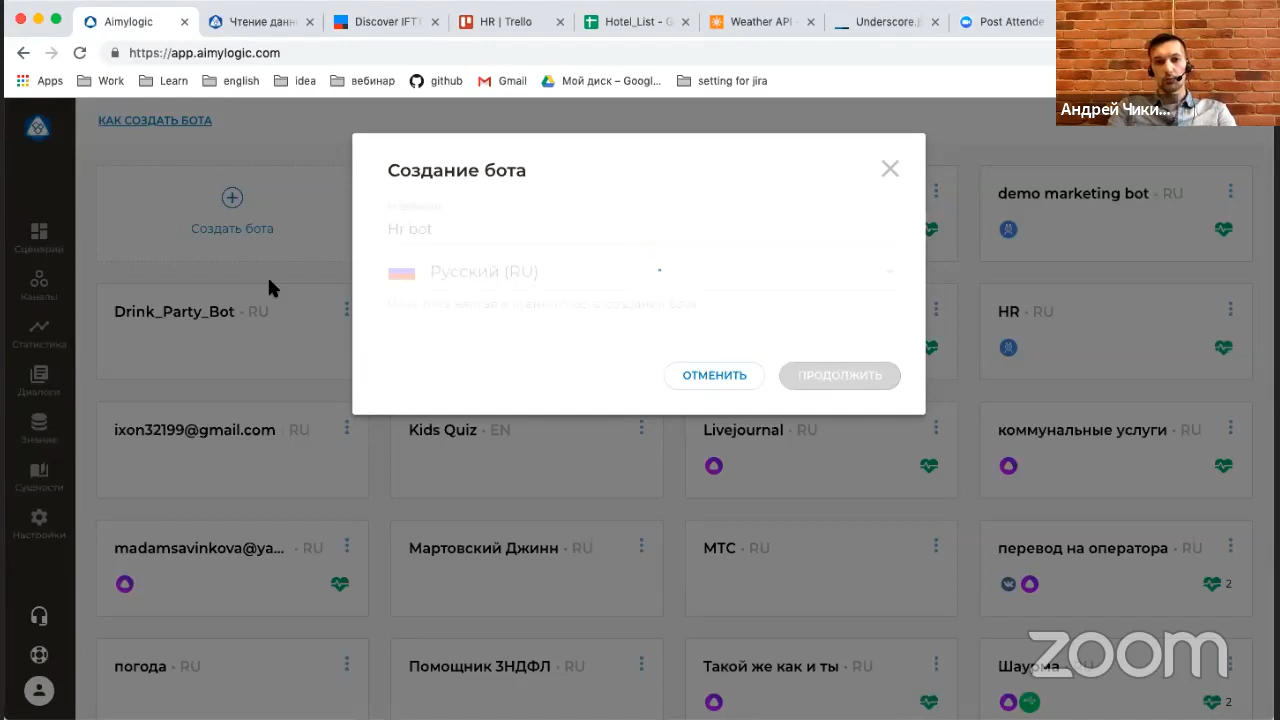 Aimylogic
Чтение данн
Discover IFT
HR | Trello
Hotel_List - G
Weather API
Underscore.j
Post Attende
https://app.aimylogic.com
Apps
Work
Learn
english
idea
вебинар
github
Gmail
Мой диск – Googl...
setting for jira
Андрей Чики...
КАК СОЗДАТЬ БОТА
Создание бота
Hr bot
Русский (RU)
ОТМЕНИТЬ
ПРОДОЛЖИТЬ
Сценарии
Каналы
Статистика
Диалоги
Знание
Сущности
Настройки
Создать бота
demo marketing bot - RU
Drink_Party_Bot - RU
HR - RU
ixon32199@gmail.com RU
Kids Quiz - EN
Livejournal - RU
коммунальные услуги - RU
madamsavinkova@ya... - RU
Мартовский Джинн - RU
МТС - RU
перевод на оператора - RU
2
погода - RU
Помощник 3НДФЛ - RU
Такой же как и ты - RU
Шаурма - RU
2
zoom